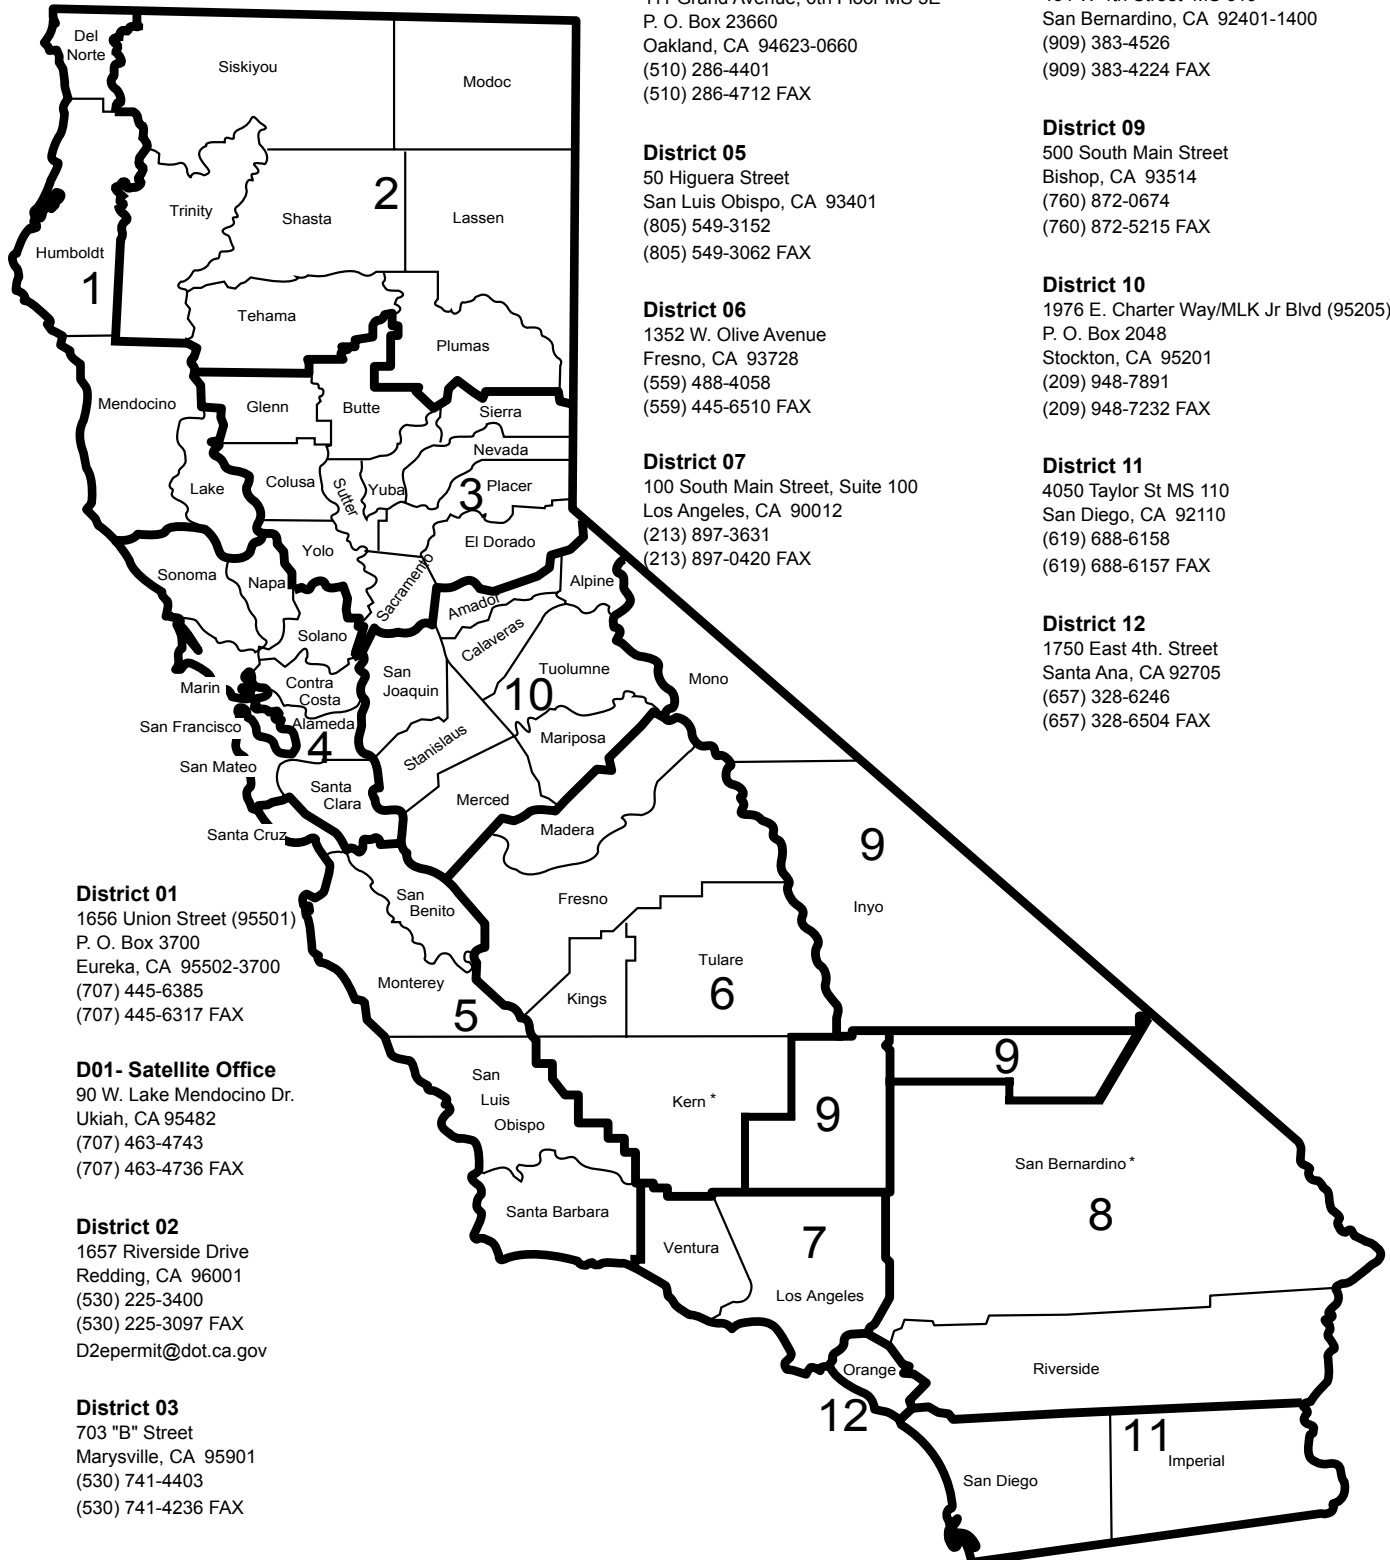 P. O. Box 23660
Oakland, CA 94623-0660
(510) 286-4401
(510) 286-4712 FAX
District 05
50 Higuera Street
San Luis Obispo, CA 93401
(805) 549-3152
(805) 549-3062 FAX
District 06
1352 W. Olive Avenue
Fresno, CA 93728
(559) 488-4058
(559) 445-6510 FAX
District 07
100 South Main Street, Suite 100
Los Angeles, CA 90012
(213) 897-3631
(213) 897-0420 FAX
San Bernardino, CA 92401-1400
(909) 383-4526
(909) 383-4224 FAX
District 09
500 South Main Street
Bishop, CA 93514
(760) 872-0674
(760) 872-5215 FAX
District 10
1976 E. Charter Way/MLK Jr Blvd (95205)
P. O. Box 2048
Stockton, CA 95201
(209) 948-7891
(209) 948-7232 FAX
District 11
4050 Taylor St MS 110
San Diego, CA 92110
(619) 688-6158
(619) 688-6157 FAX
District 12
1750 East 4th. Street
Santa Ana, CA 92705
(657) 328-6246
(657) 328-6504 FAX
Del
Norte
Siskiyou
Modoc
Trinity
Shasta
2
Lassen
Humboldt
1
Tehama
Plumas
Mendocino
Glenn
Butte
Sierra
Nevada
Lake
Colusa
Sutter
Yuba
3
Placer
Yolo
El Dorado
Sonoma
Napa
Sacramento
Amador
Alpine
Solano
Calaveras
Marin
Contra
Costa
San
Joaquin
Tuolumne
Mono
10
San Francisco
Alameda
4
Stanislaus
Mariposa
San Mateo
Santa
Clara
Merced
Santa Cruz
Madera
9
San
Benito
Fresno
Inyo
Monterey
5
Kings
Tulare
6
San
Luis
Obispo
Kern *
9
9
San Bernardino *
8
Santa Barbara
Ventura
7
Los Angeles
Orange
12
Riverside
San Diego
11
Imperial
District 01
1656 Union Street (95501)
P. O. Box 3700
Eureka, CA 95502-3700
(707) 445-6385
(707) 445-6317 FAX
D01- Satellite Office
90 W. Lake Mendocino Dr.
Ukiah, CA 95482
(707) 463-4743
(707) 463-4736 FAX
District 02
1657 Riverside Drive
Redding, CA 96001
(530) 225-3400
(530) 225-3097 FAX
D2epermit@dot.ca.gov
District 03
703 "B" Street
Marysville, CA 95901
(530) 741-4403
(530) 741-4236 FAX